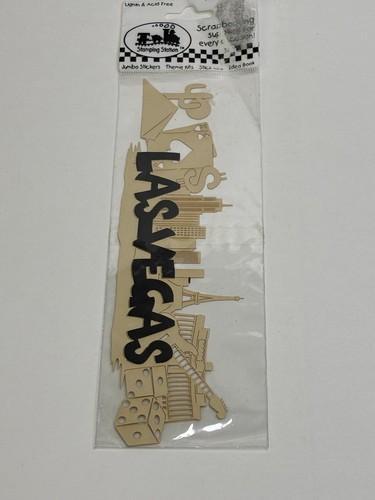 Lignin & Acid Free
Stamping Station
Scrapbooking
every
Jumbo Stickers Theme Kits Idea Book
LAS VEGAS
$